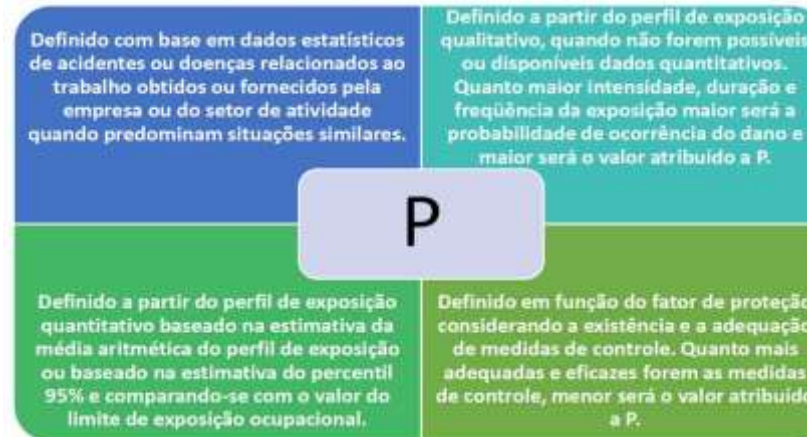 Definido com base em dados estatísticos
de acidentes ou doenças relacionados ao
trabalho obtidos ou fornecidos pela
empresa ou do setor de atividade
quando predominam situações similares.
Definido a partir do perfil de exposição
qualitativo, quando não forem possíveis
ou disponíveis dados quantitativos.
Quanto maior intensidade, duração e
freqüência da exposição maior será a
probabilidade de ocorrência do dano e
maior será o valor atribuído a P.
P
Definido a partir do perfil de exposição
quantitativo baseado na estimativa da
média aritmética do perfil de exposição
ou baseado na estimativa do percentil
95% e comparando-se com o valor do
limite de exposição ocupacional.
Definido em função do fator de proteção
considerando a existência e a adequação
de medidas de controle. Quanto mais
adequadas e eficazes forem as medidas
de controle, menor será o valor atribuído
a P.